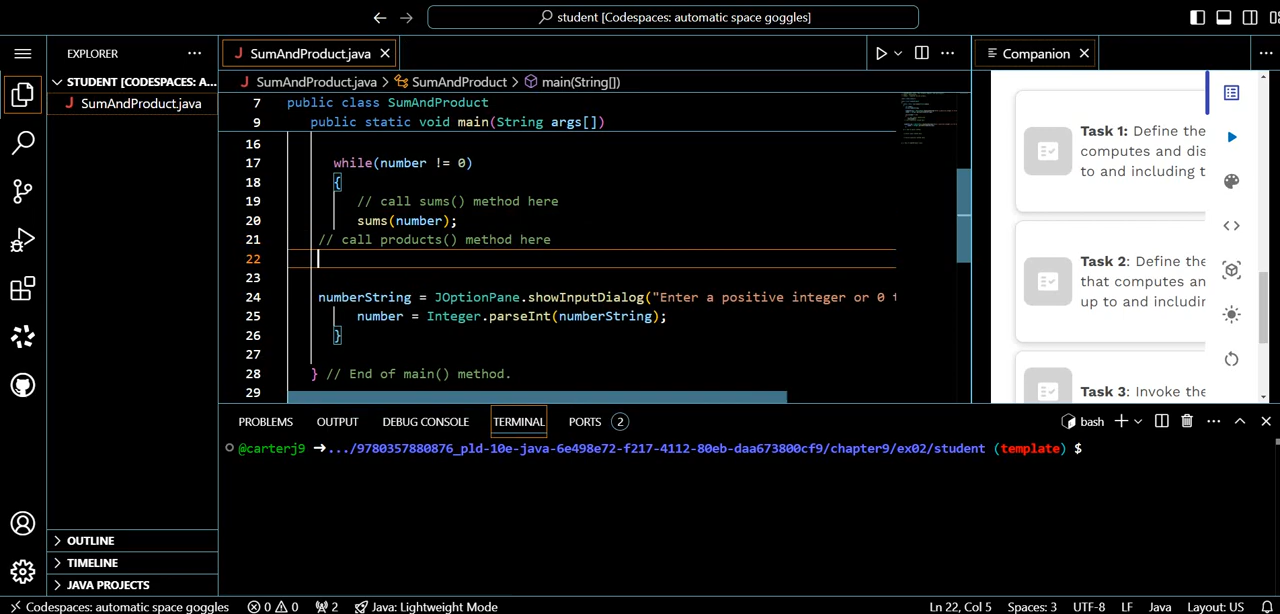 student [Codespaces: automatic space goggles]
EXPLORER
STUDENT [CODESPACES: A...
SumAndProduct.java
OUTLINE
TIMELINE
JAVA PROJECTS
SumAndProduct.java
SumAndProduct.java > SumAndProduct > main(String[])
7 public class SumAndProduct
9 public static void main(String args[])
16
17 while(number != 0)
18 {
19 // call sums() method here
20 sums(number);
21 // call products() method here
22
23
24 numberString = JOptionPane.showInputDialog("Enter a positive integer or 0 t
25 number = Integer.parseInt(numberString);
26 }
27
28 } // End of main() method.
29
Companion
Task 1: Define the
computes and dis
to and including t
Task 2: Define the
that computes an
up to and includin
Task 3: Invoke the
PROBLEMS OUTPUT DEBUG CONSOLE TERMINAL PORTS 2
bash
@carterj9 ➜.../9780357880876_pld-10e-java-6e498e72-f217-4112-80eb-daa673800cf9/chapter9/ex02/student (template) $
Codespaces: automatic space goggles 0 0 2 Java: Lightweight Mode Ln 22, Col 5 Spaces: 3 UTF-8 LF Java Layout: US